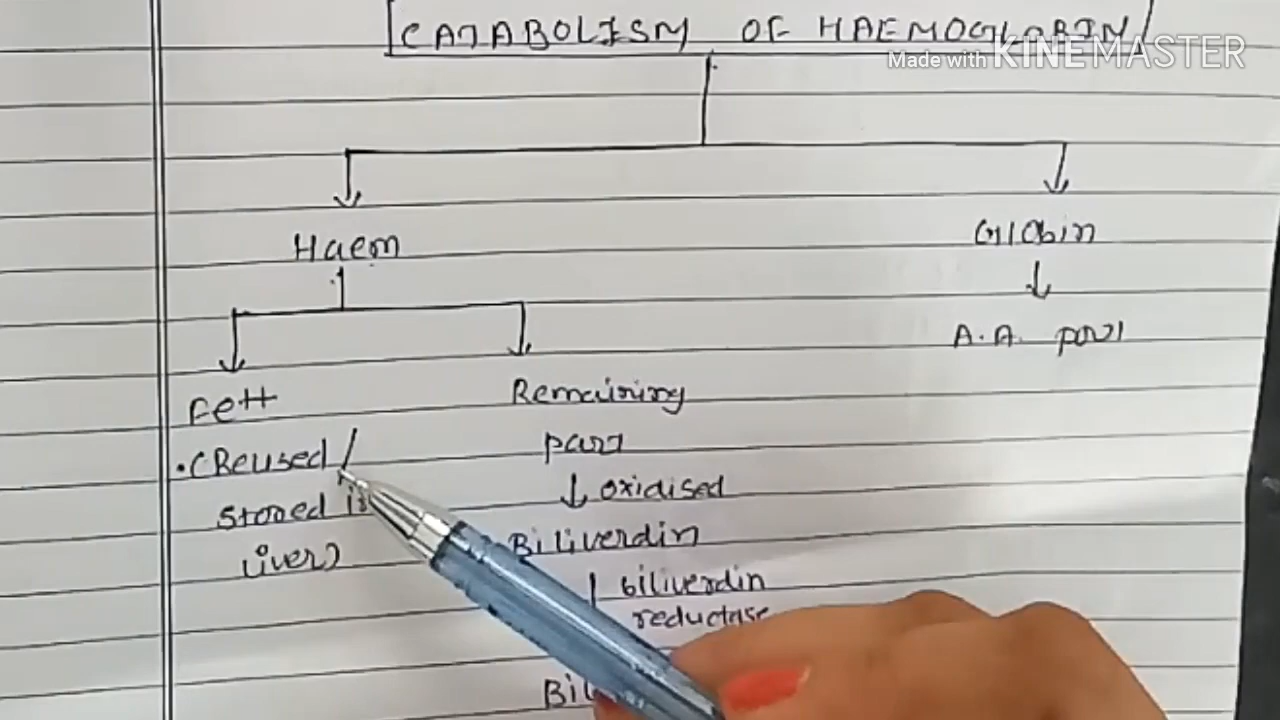 CATABOLISM OF HAEMOGLOBIN
Made with KINEMASTER
Haem
Globin
A.A. pool
Fe++
Remaining
(Reused /
part
stored in
oxidised
liver)
Biliverdin
biliverdin
reductase